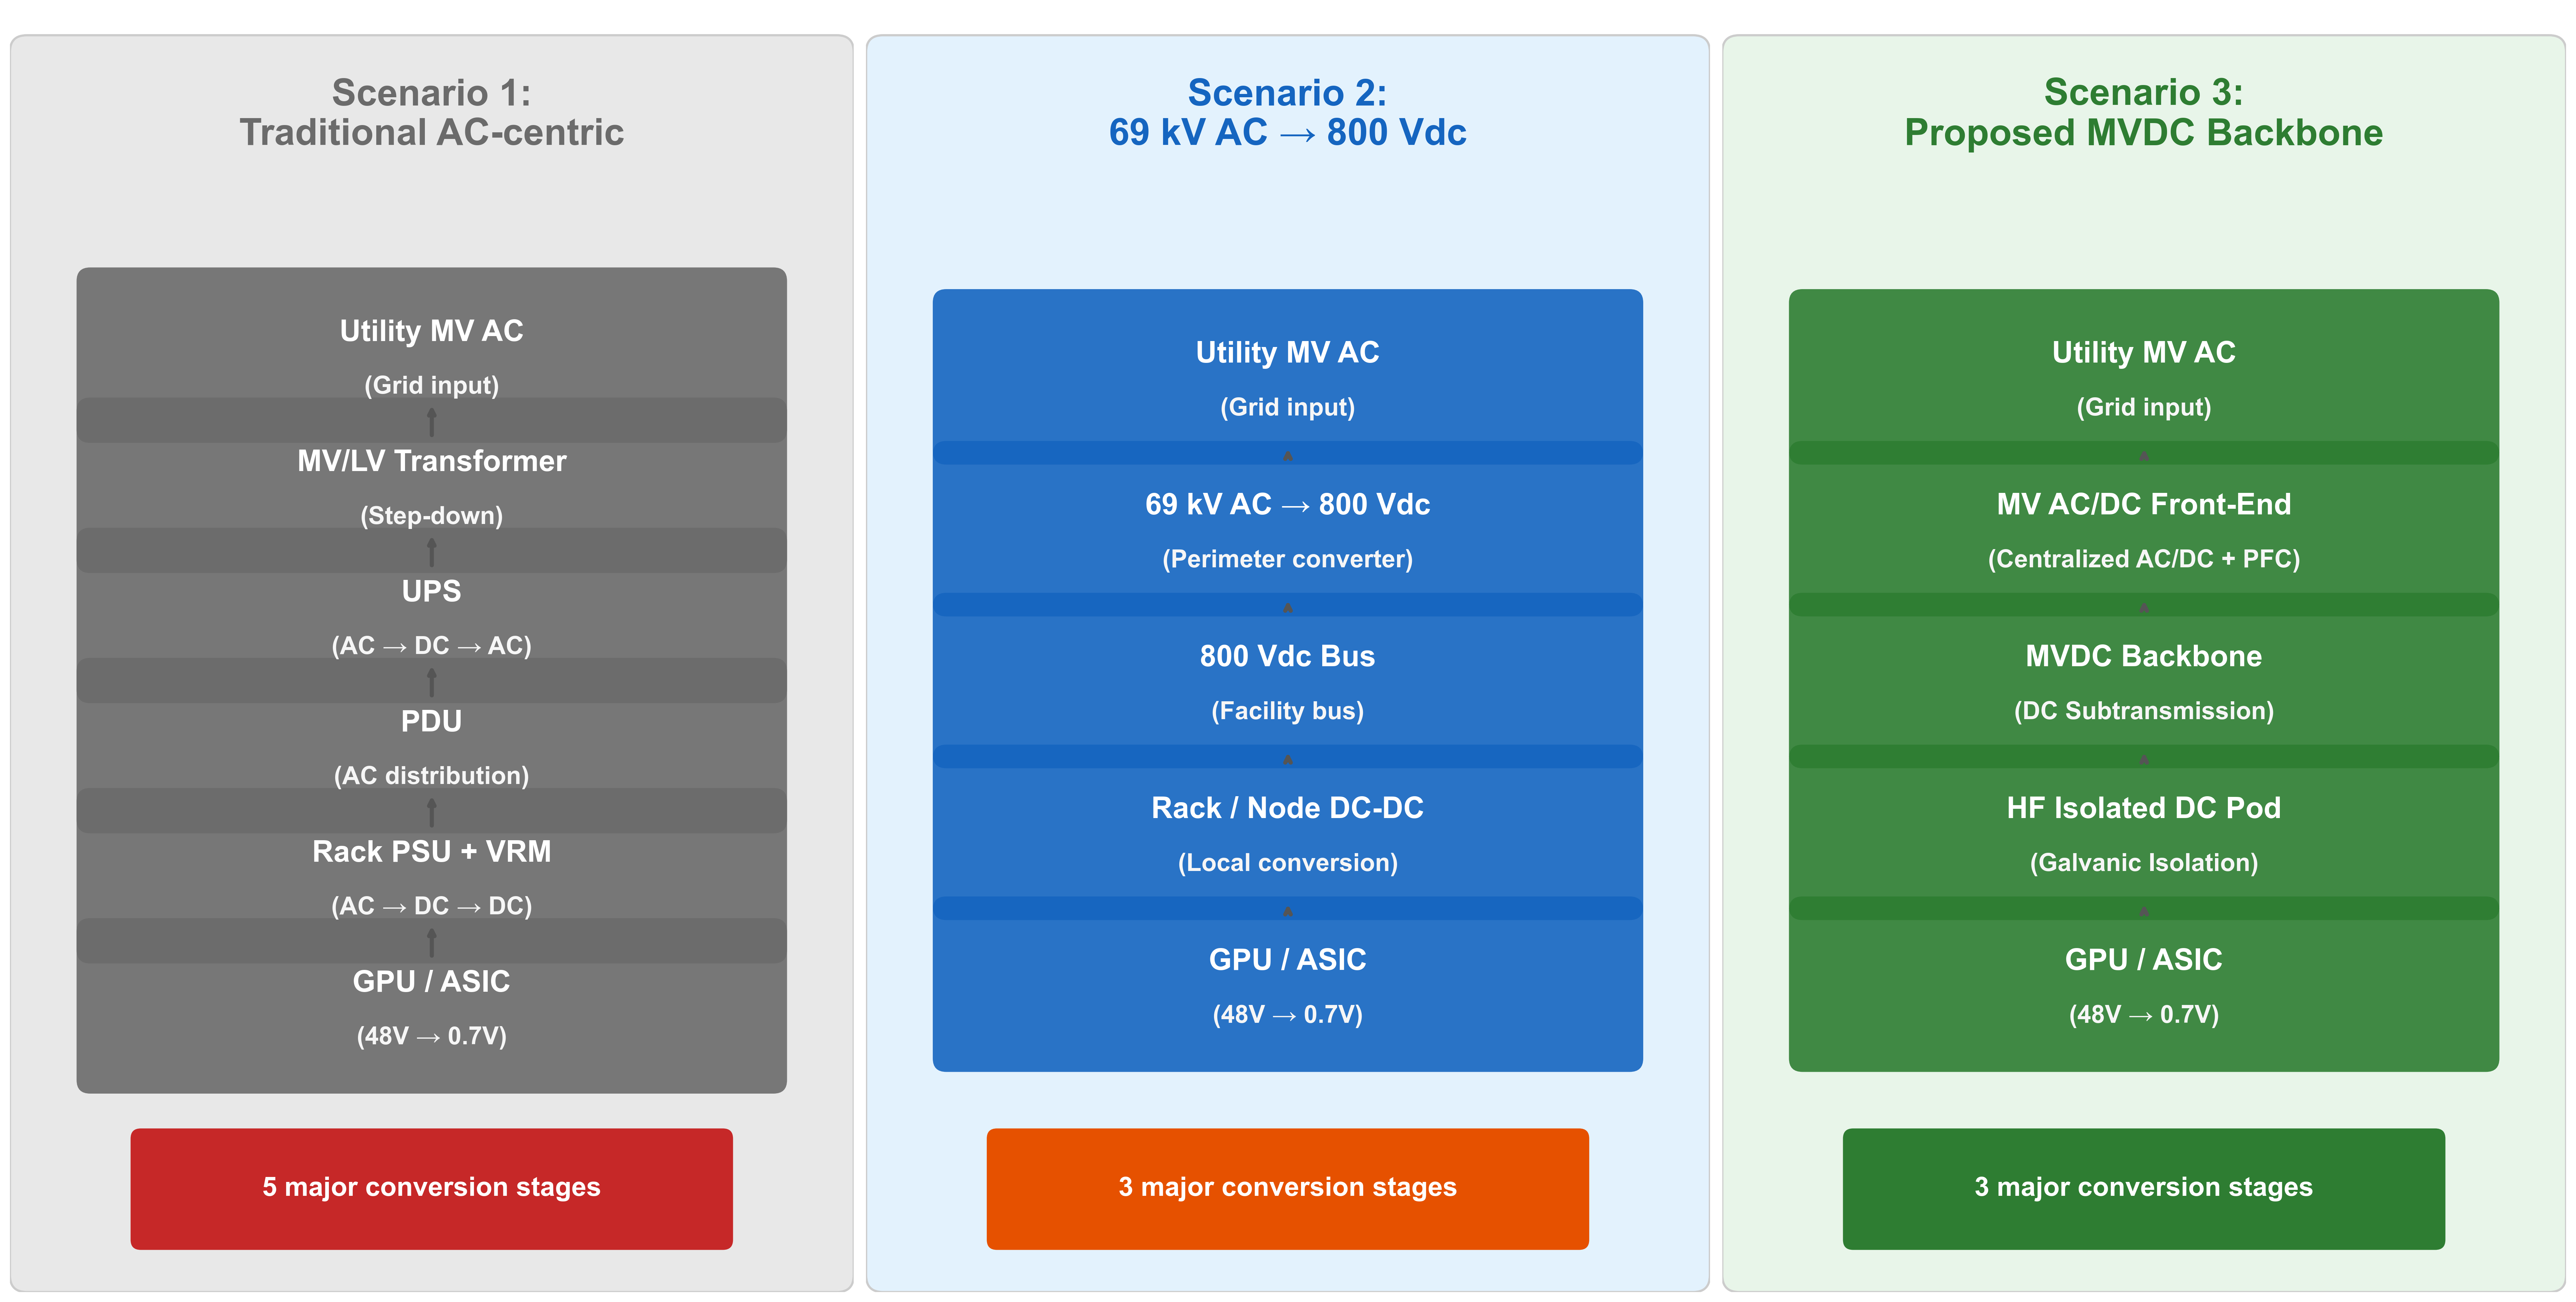 Scenario 1:
Traditional AC-centric
Utility MV AC
(Grid input)
MV/LV Transformer
(Step-down)
UPS
(AC → DC → AC)
PDU
(AC distribution)
Rack PSU + VRM
(AC → DC → DC)
GPU / ASIC
(48V → 0.7V)
5 major conversion stages
Scenario 2:
69 kV AC → 800 Vdc
Utility MV AC
(Grid input)
69 kV AC → 800 Vdc
(Perimeter converter)
800 Vdc Bus
(Facility bus)
Rack / Node DC-DC
(Local conversion)
GPU / ASIC
(48V → 0.7V)
3 major conversion stages
Scenario 3:
Proposed MVDC Backbone
Utility MV AC
(Grid input)
MV AC/DC Front-End
(Centralized AC/DC + PFC)
MVDC Backbone
(DC Subtransmission)
HF Isolated DC Pod
(Galvanic Isolation)
GPU / ASIC
(48V → 0.7V)
3 major conversion stages